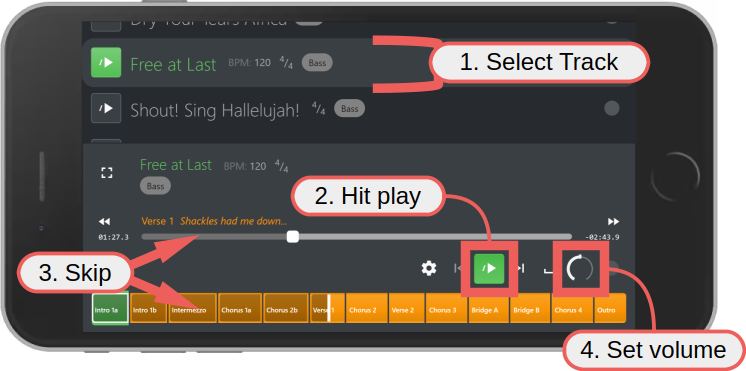 Dry Your Tears Africa
Free at Last BPM: 120 4/4 Bass
1. Select Track
Shout! Sing Hallelujah! 4/4 Bass
Free at Last BPM: 120 4/4
Bass
2. Hit play
Verse 1 Shackles had me down...
01:27.3
-02:43.9
3. Skip
Intro 1a Intro 1b Intermezzo Chorus 1a Chorus 2b Verse 1 Chorus 2 Verse 2 Chorus 3 Bridge A Bridge B Chorus 4 Outro
4. Set volume